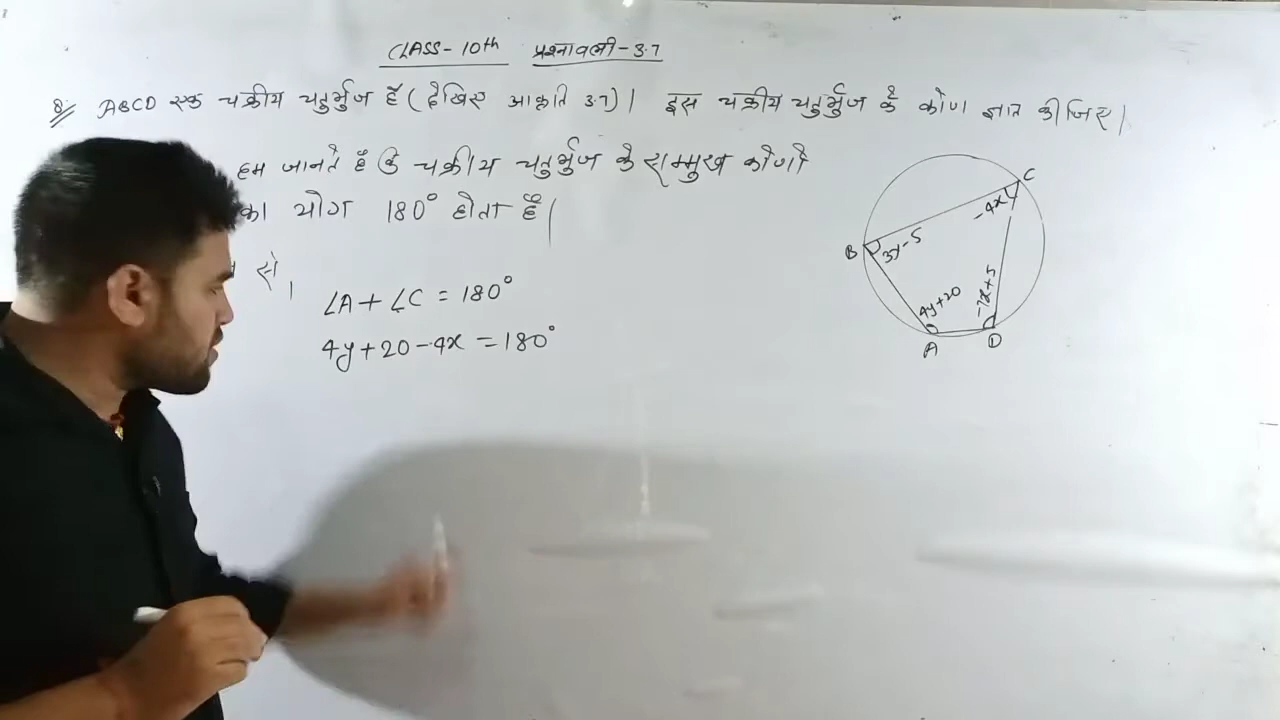 CLASS-10th प्रश्नावली-3.7
8: ABCD एक चक्रीय चतुर्भुज है (देखिए आकृति 3.7)। इस चक्रीय चतुर्भुज के कोण ज्ञात कीजिए।
हम जानते है कि चक्रीय चतुर्भुज के सम्मुख कोणों
का योग 180° होता है।
से,
∠A + ∠C = 180°
4y + 20 - 4x = 180°
C
-4x
B
3y-5
4y+20
-7x+5
A
D